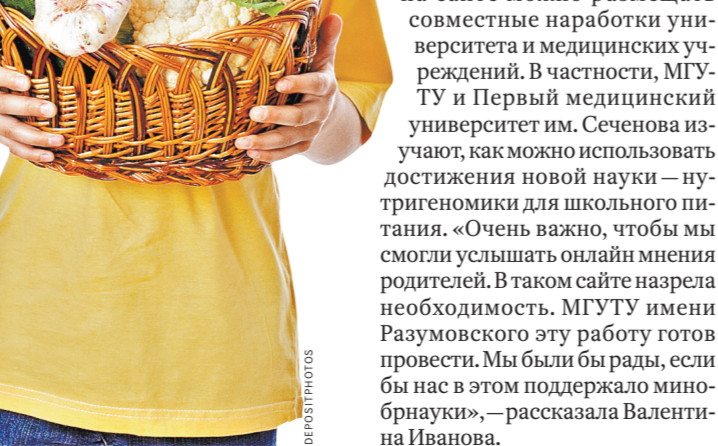 на сайте можно размещать
совместные наработки уни-
верситета и медицинских уч-
реждений. В частности, МГУ-
ТУ и Первый медицинский
университет им. Сеченова из-
учают, как можно использовать
достижения новой науки — ну-
тригеномики для школьного пи-
тания. «Очень важно, чтобы мы
смогли услышать онлайн мнения
родителей. В таком сайте назрела
необходимость. МГУТУ имени
Разумовского эту работу готов
провести. Мы были бы рады, если
бы нас в этом поддержало мино-
брнауки»,—рассказала Валенти-
на Иванова.
DEPOSITPHOTOS